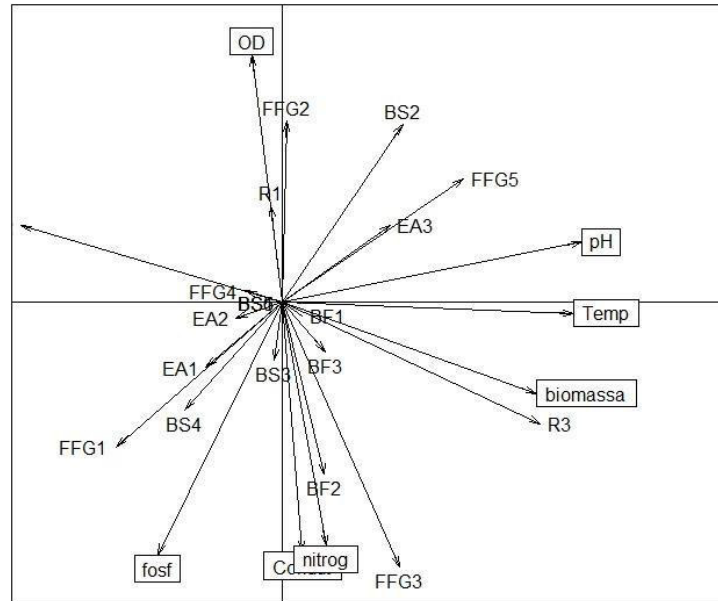 OD
FFG2
BS2
FFG5
R1
EA3
pH
FFG4
BF1
Temp
EA2
BF3
EA1
BS3
biomassa
BS4
R3
FFG1
BF2
nitrog
fosf
FFG3